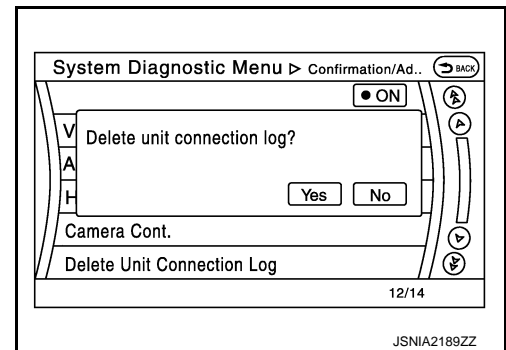 System Diagnostic Menu ▷ Confirmation/Ad..
BACK
● ON
V
Delete unit connection log?
A
H
Yes No
Camera Cont.
Delete Unit Connection Log
12/14
JSNIA2189ZZ